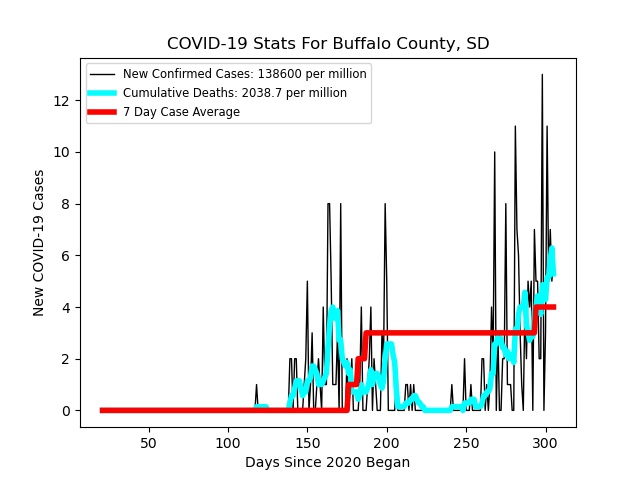 COVID-19 Stats For Buffalo County, SD
New Confirmed Cases: 138600 per million
Cumulative Deaths: 2038.7 per million
7 Day Case Average
New COVID-19 Cases
12
10
8
6
4
2
0
50 100 150 200 250 300
Days Since 2020 Began